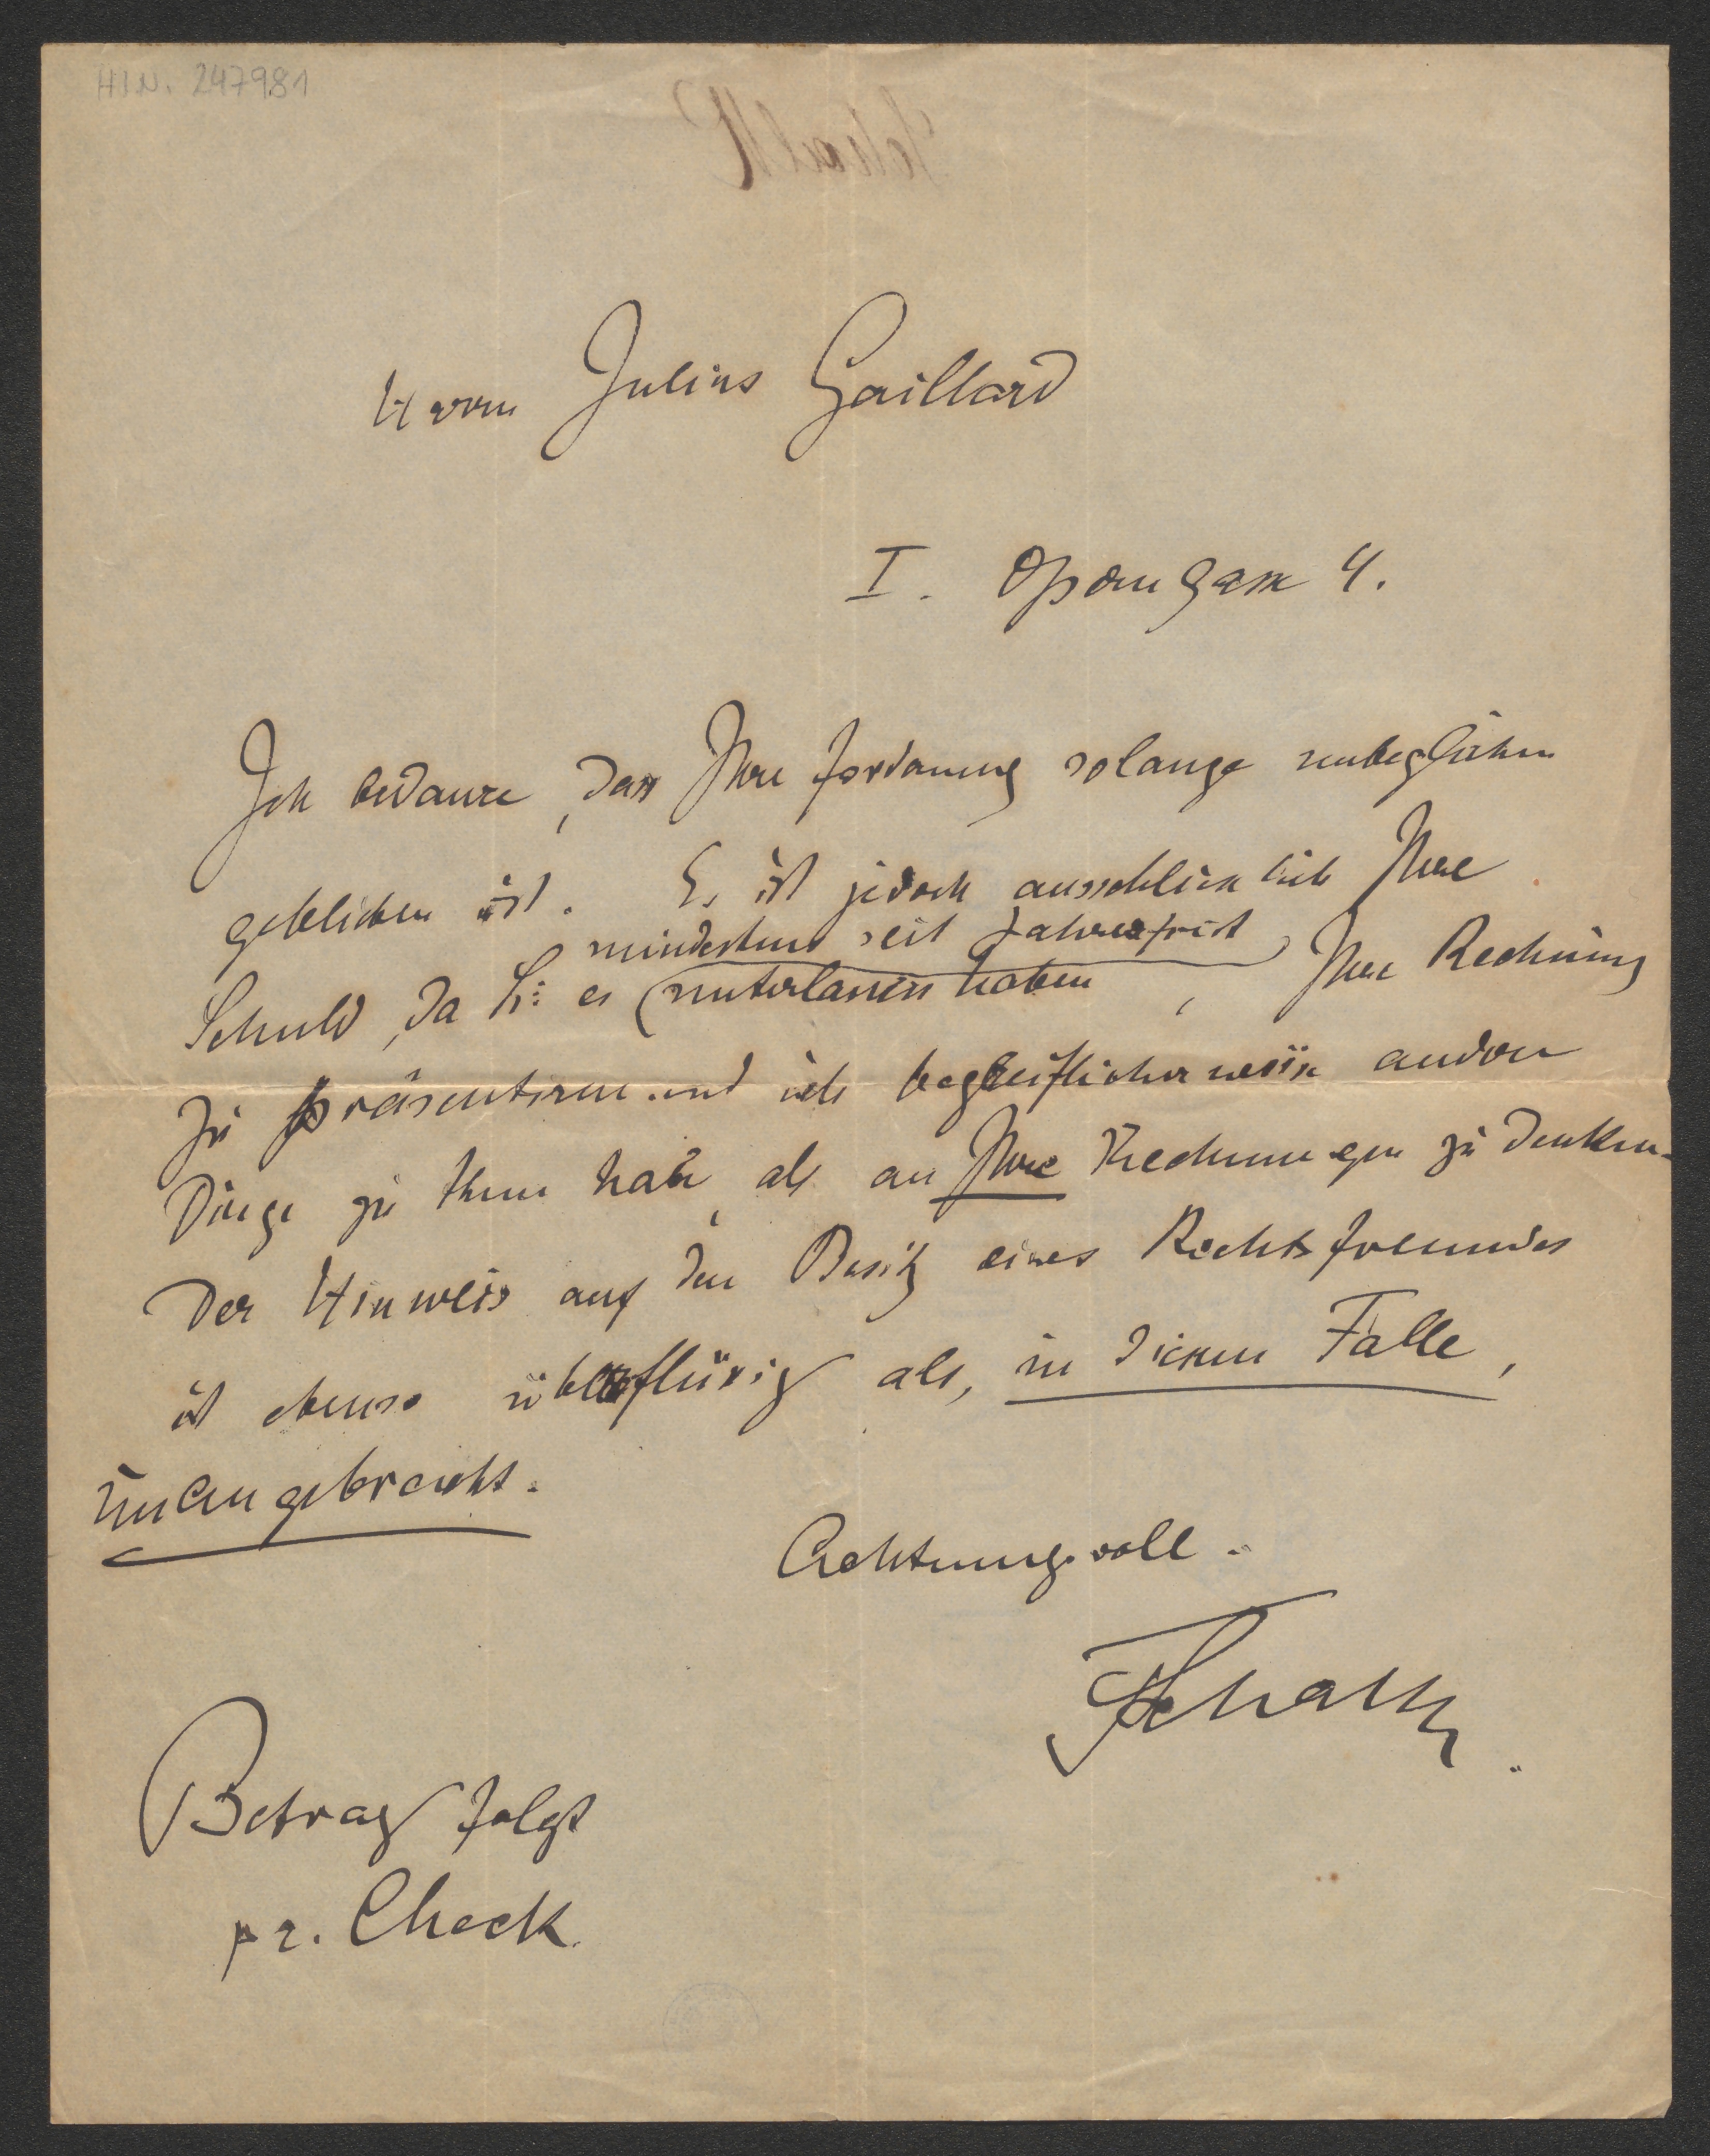 H.I.N. 247981
Herrn Julius Gaillard
I. Operngasse 4.
Ich bedaure, dass Ihre Forderung solange unbeglichen
geblieben ist. Es ist jedoch ausschliesslich Ihre
mindestens seit Jahresfrist
Schuld, da Sie es unterlassen haben, Ihre Rechnung
zu präsentieren und ich begreiflicherweise andere
Dinge zu thun habe, als an Ihre Rechnungen zu denken.
Der Hinweis auf den Besitz eines Rechtsfreundes
ist ebenso überflüssig als, in diesem Falle,
unangebracht.
Achtungsvoll.
Betrag folgt
pr. Check.